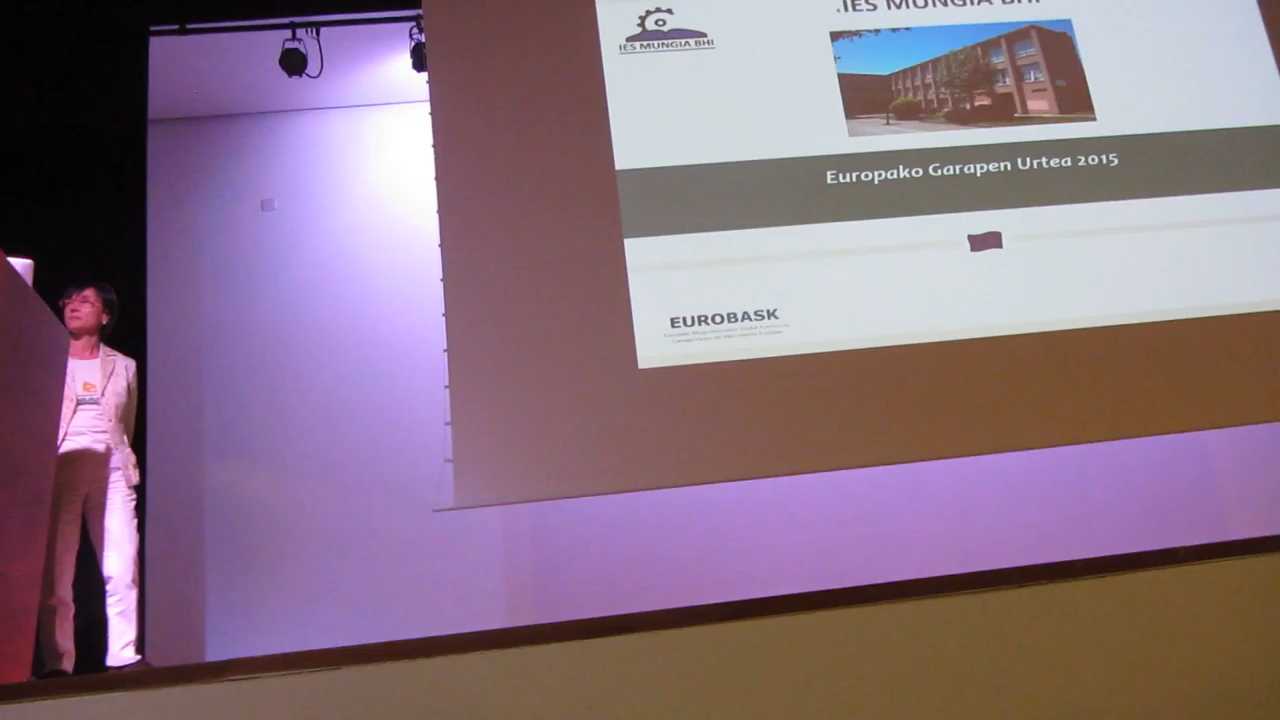 .IES MUNGIA BHI
IES MUNGIA BHI
Europako Garapen Urtea 2015
EUROBASK